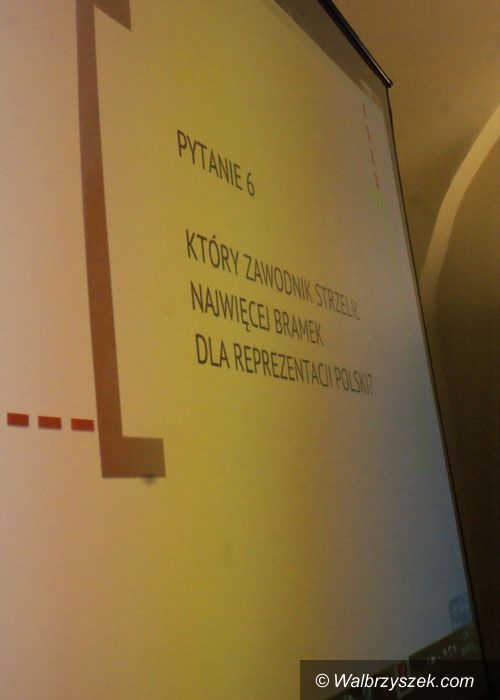 PYTANIE 6
KTÓRY ZAWODNIK STRZELIŁ
NAJWIĘCEJ BRAMEK
DLA REPREZENTACJI POLSKI?
© Walbrzyszek.com